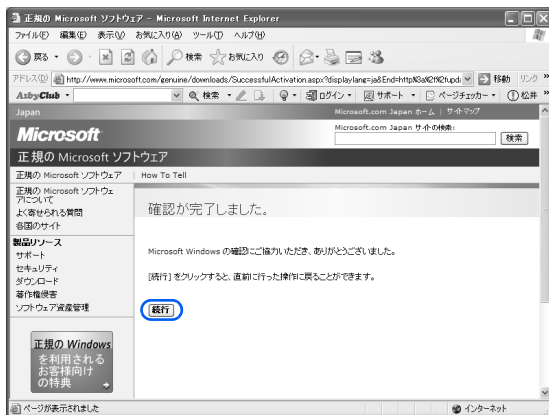 正規の Microsoft ソフトウェア - Microsoft Internet Explorer
ファイル(F) 編集(E) 表示(V) お気に入り(A) ツール(T) ヘルプ(H)
戻る 検索 お気に入り
アドレス(D) http://www.microsoft.com/genuine/downloads/SuccessfulActivation.aspx?displaylang=ja&End=http%3a%2f%2fupd 移動 リンク »
AzbyClub 検索 ログイン サポート ページチェッカー 松井 »
Japan Microsoft.com Japan ホーム | サイトマップ
Microsoft Microsoft.com Japan サイトの検索:
検索
正規の Microsoft ソフトウェア
正規の Microsoft ソフトウェア | How To Tell
正規の Microsoft ソフトウェアについて
よく寄せられる質問
各国のサイト
製品リソース
サポート
セキュリティ
ダウンロード
著作権侵害
ソフトウェア資産管理
正規の Windows
を利用される
お客様向け
の特典
確認が完了しました。
Microsoft Windows の確認にご協力いただき、ありがとうございました。
[続行] をクリックすると、直前に行った操作に戻ることができます。
続行
ページが表示されました インターネット